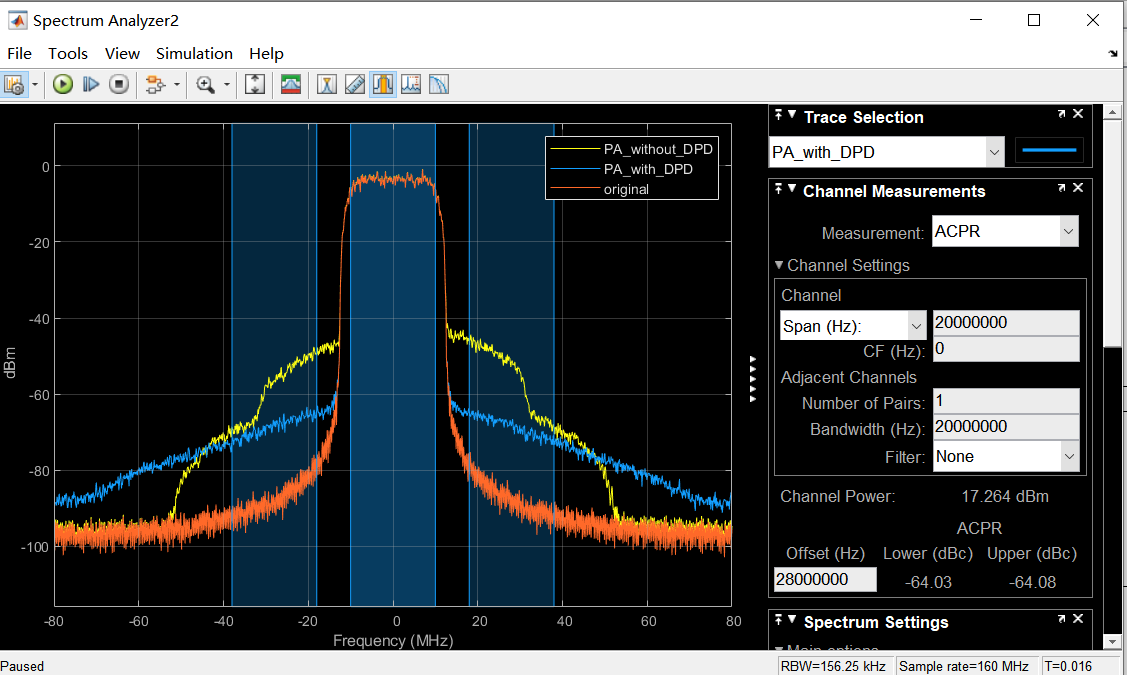 Spectrum Analyzer2
File Tools View Simulation Help
PA_without_DPD
PA_with_DPD
original
0
-20
-40
-60
-80
-100
dBm
-80 -60 -40 -20 0 20 40 60 80
Frequency (MHz)
Trace Selection
PA_with_DPD
Channel Measurements
Measurement: ACPR
Channel Settings
Channel
Span (Hz): 20000000
CF (Hz): 0
Adjacent Channels
Number of Pairs: 1
Bandwidth (Hz): 20000000
Filter: None
Channel Power: 17.264 dBm
ACPR
Offset (Hz) Lower (dBc) Upper (dBc)
28000000 -64.03 -64.08
Spectrum Settings
Main options
Paused RBW=156.25 kHz Sample rate=160 MHz T=0.016